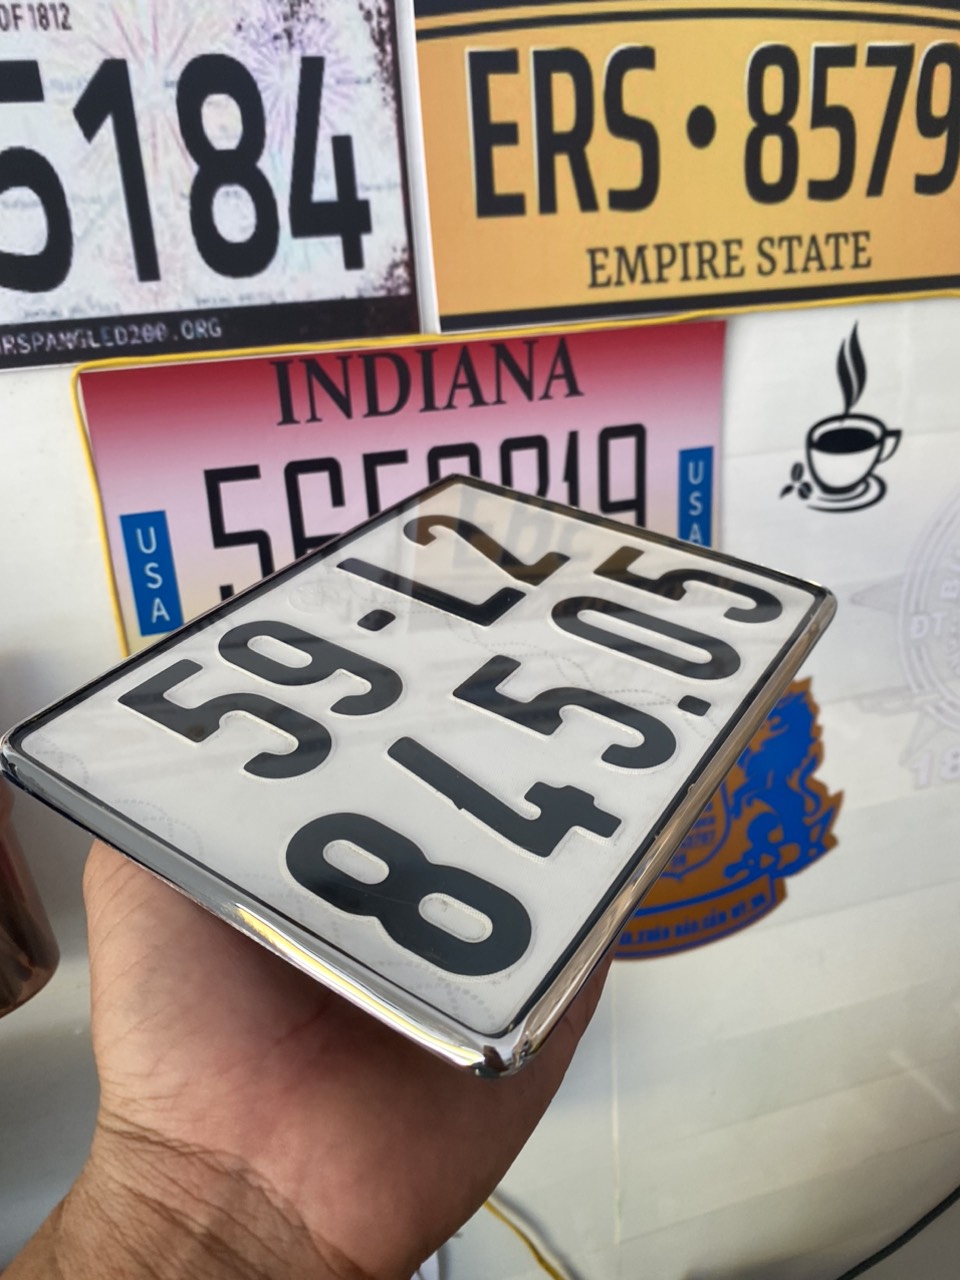 OF 1812
5184
RSPANGLED200.ORG
ERS•8579
EMPIRE STATE
INDIANA
USA
USA
59-L2
845.05